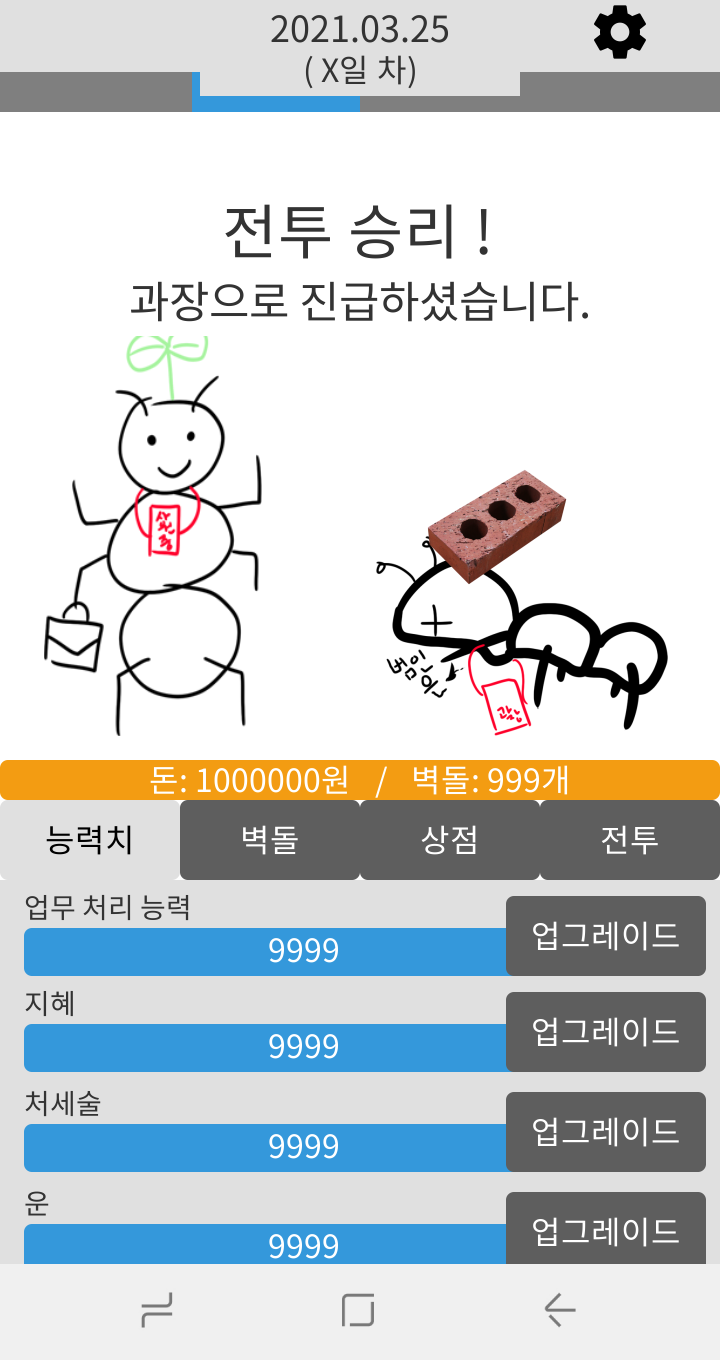 2021.03.25
( X일 차)
전투 승리 !
과장으로 진급하셨습니다.
돈: 1000000원 / 벽돌: 999개
능력치
벽돌
상점
전투
업무 처리 능력
9999
업그레이드
지혜
9999
업그레이드
처세술
9999
업그레이드
운
9999
업그레이드